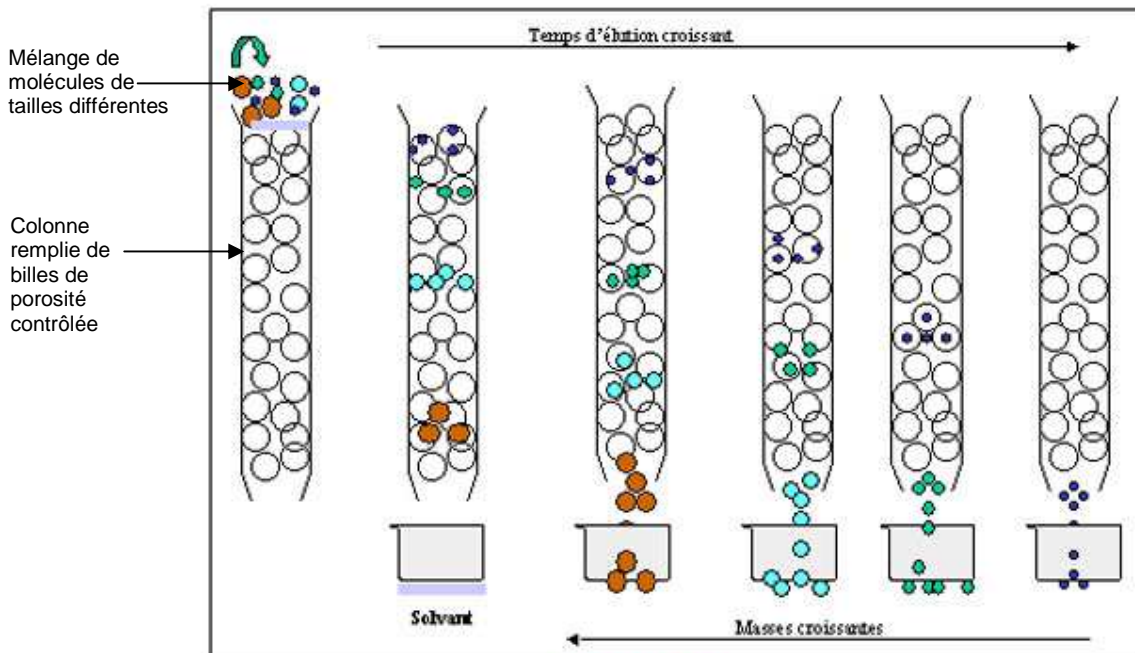 Temps d'élution croissant
Mélange de
molécules de
tailles différentes
Colonne
remplie de
billes de
porosité
contrôlée
Solvant
Masses croissantes